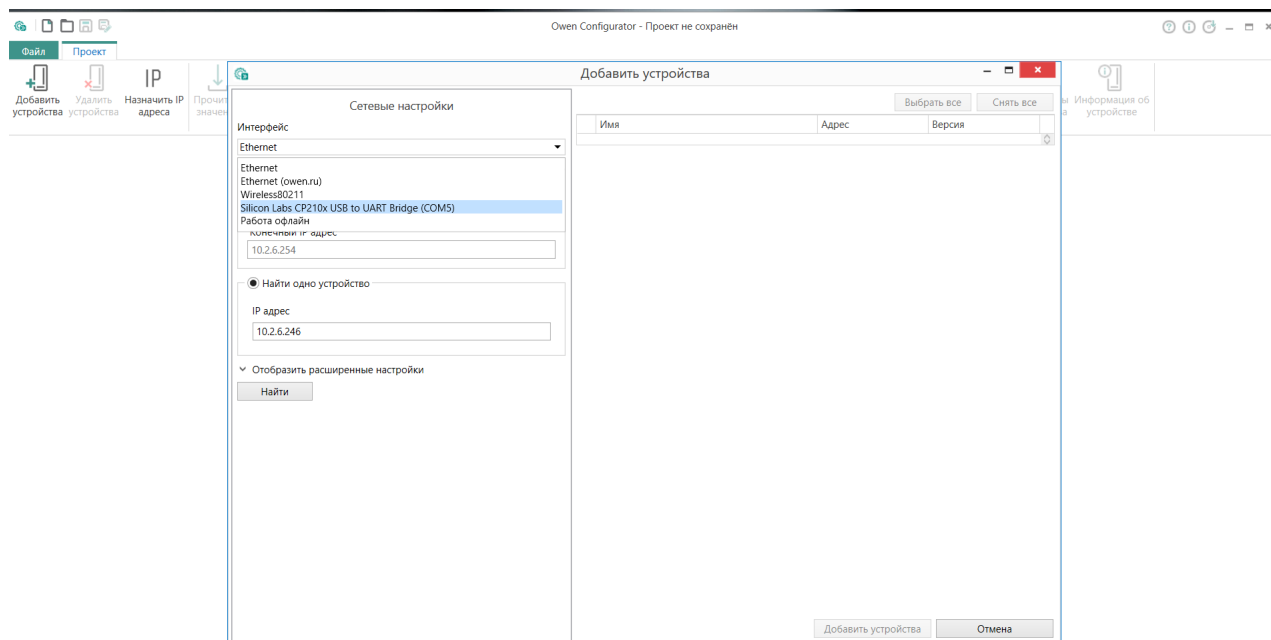 Owen Configurator - Проект не сохранён
Файл
Проект
Добавить устройства
Удалить устройства
Назначить IP адреса
Информация об устройстве
Добавить устройства
Сетевые настройки
Интерфейс
Ethernet
Ethernet
Ethernet (owen.ru)
Wireless80211
Silicon Labs CP210x USB to UART Bridge (COM5)
Работа офлайн
Конечный IP адрес
10.2.6.254
Найти одно устройство
IP адрес
10.2.6.246
Отобразить расширенные настройки
Найти
Выбрать все
Снять все
Имя
Адрес
Версия
Добавить устройства
Отмена